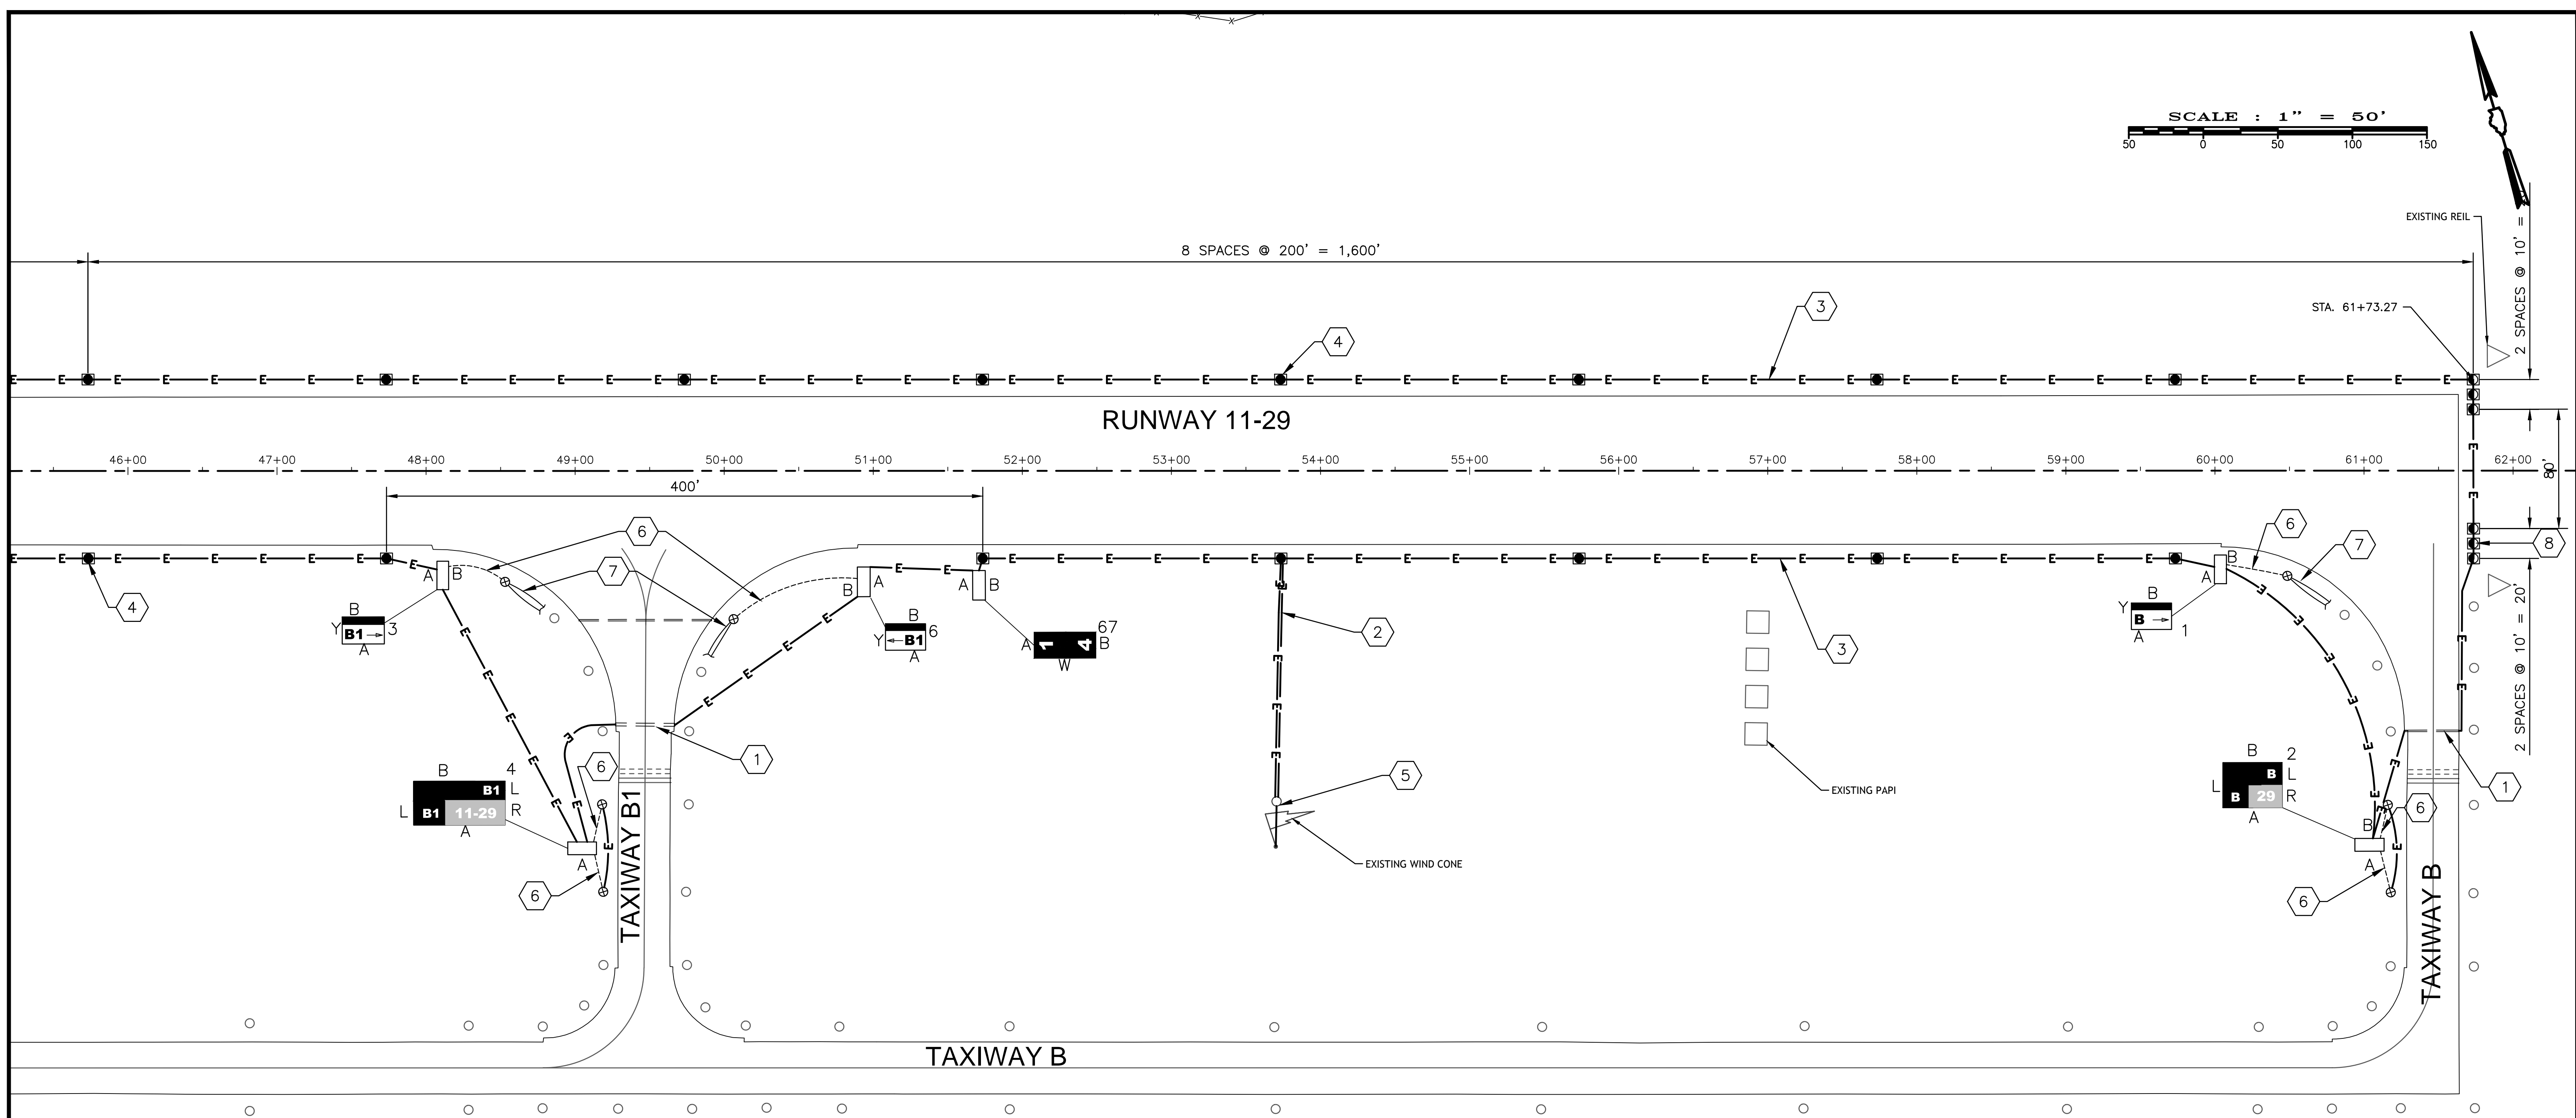 SCALE : 1" = 50'
50 0 50 100 150
EXISTING REIL
8 SPACES @ 200' = 1,600'
2 SPACES @ 10' =
STA. 61+73.27
3
4
E E E E E E E E E E E E E E E E E E E E E E E E E E E E E E E E E E E E E E E E E E E
RUNWAY 11-29
46+00 47+00 48+00 49+00 50+00 51+00 52+00 53+00 54+00 55+00 56+00 57+00 58+00 59+00 60+00 61+00 62+00
80'
400'
6
6
7
7
8
4
A B
B A
A B
A B
B
Y B1 → 3
A
B
Y ← B1 6
A
67
A 1 4 B
W
2
3
B
Y B → 1
A
2 SPACES @ 10' = 20'
1
6
5
EXISTING PAPI
EXISTING WIND CONE
B 4
B1 L
L B1 11-29 R
A
A
6
TAXIWAY B1
B 2
B L
L B 29 R
A
1
6
B
A
6
TAXIWAY B
TAXIWAY B